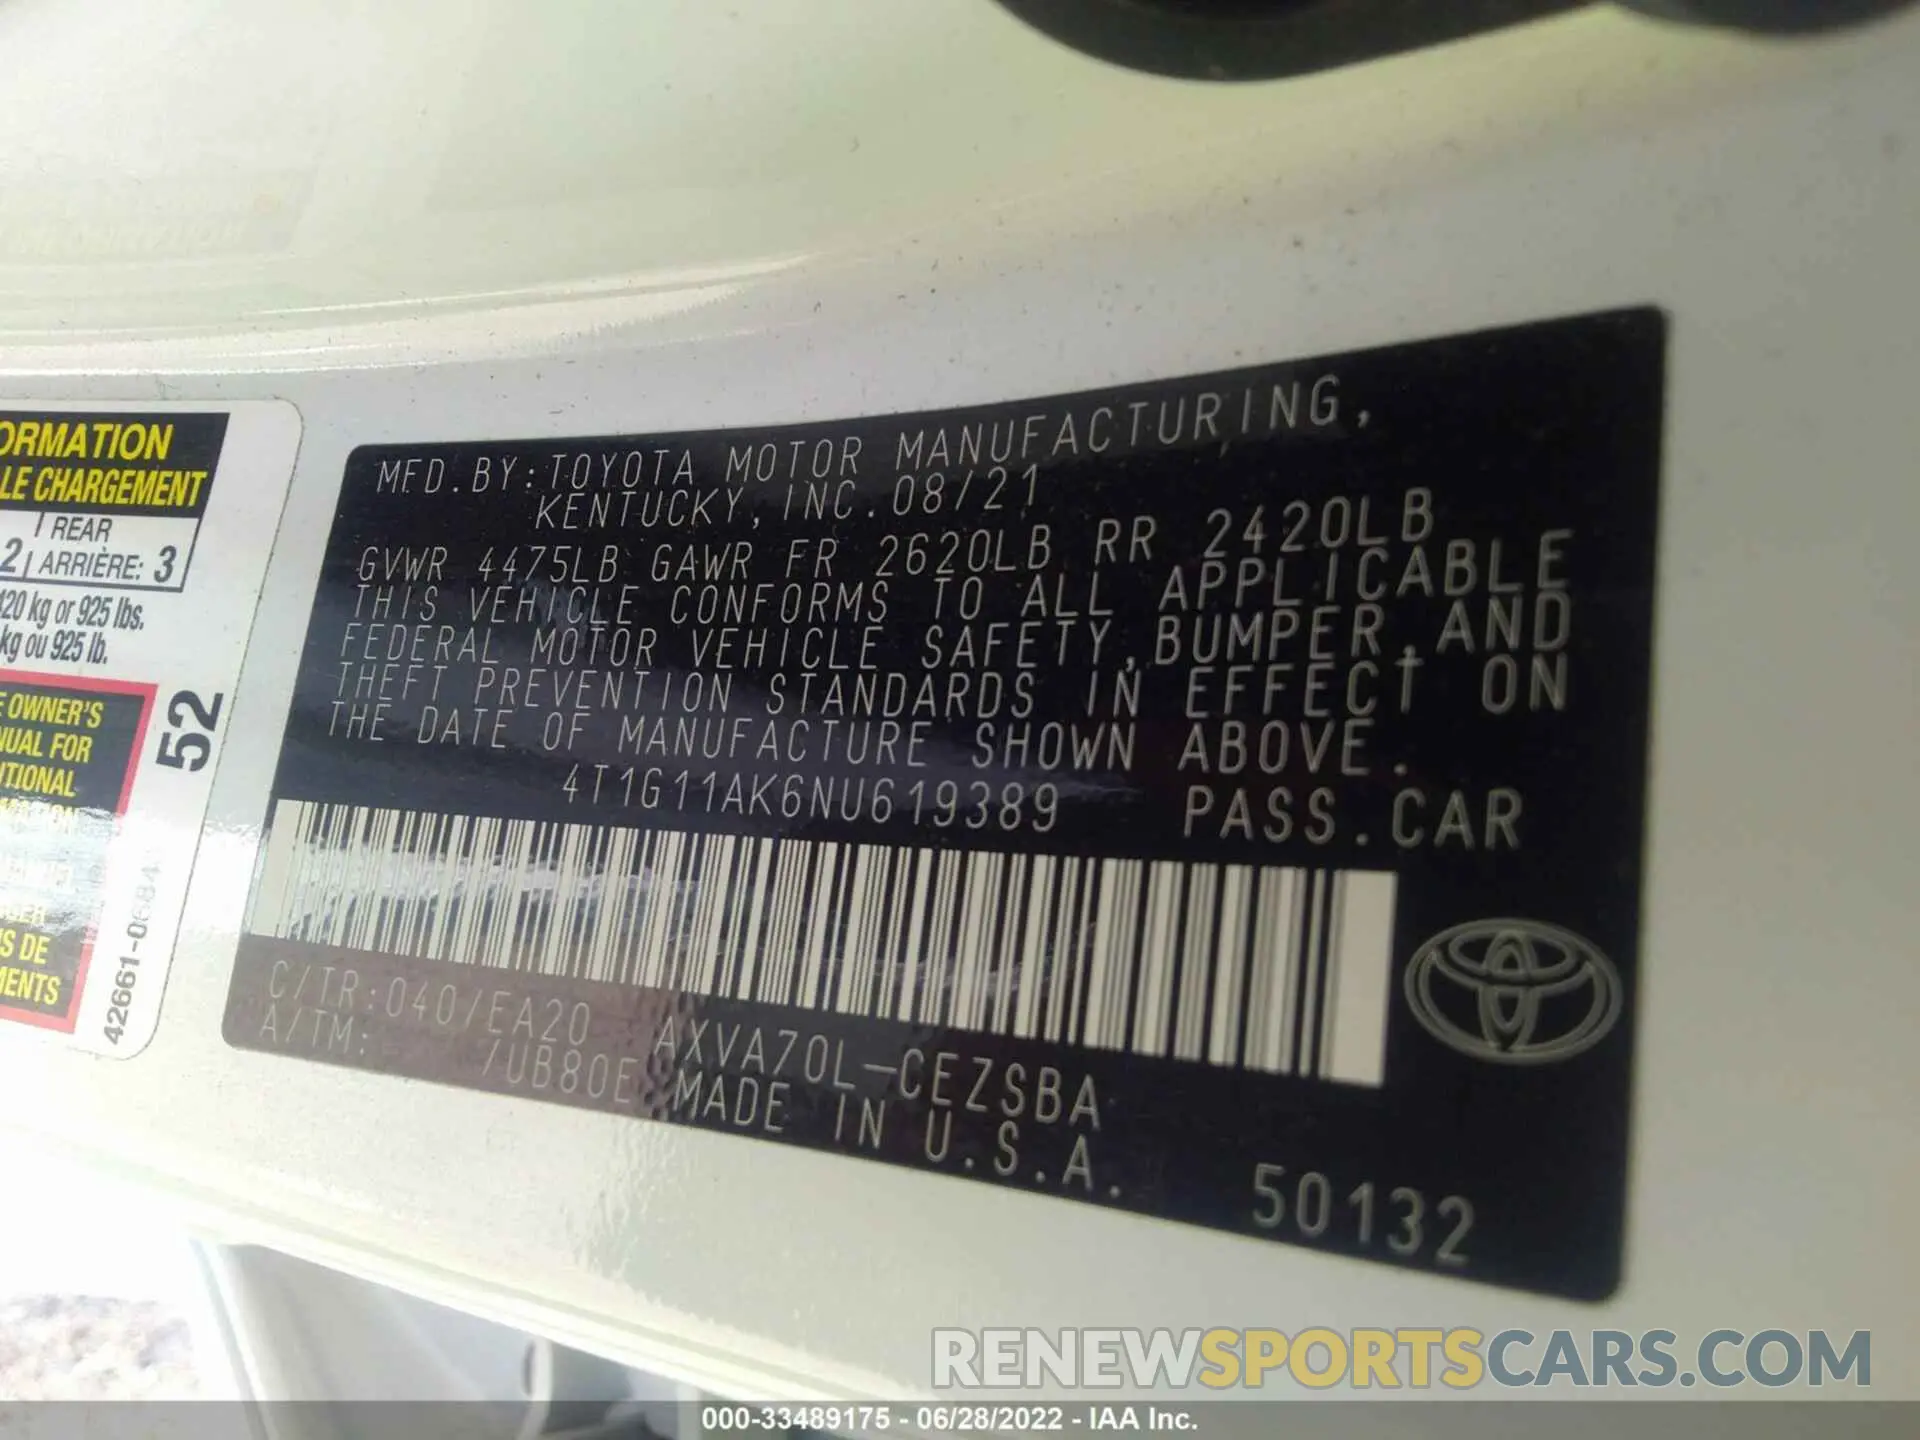 ORMATION
LE CHARGEMENT
2 REAR
ARRIÈRE: 3
420 kg or 925 lbs.
kg ou 925 lb.
OWNER'S
FOR
52
S DE
42661-0684
MFD.BY:TOYOTA MOTOR MANUFACTURING,
KENTUCKY,INC.08/21
GVWR 4475LB GAWR FR 2620LB RR 2420LB
THIS VEHICLE CONFORMS TO ALL APPLICABLE
FEDERAL MOTOR VEHICLE SAFETY,BUMPER,AND
THEFT PREVENTION STANDARDS IN EFFECT ON
THE DATE OF MANUFACTURE SHOWN ABOVE.
4T1G11AK6NU619389 PASS.CAR
C/TR:040/EA20 AXVA70L-CEZSBA
A/TM: /UB80E MADE IN U.S.A.
50132
RENEWSPORTSCARS.COM
000-33489175 - 06/28/2022 - IAA Inc.